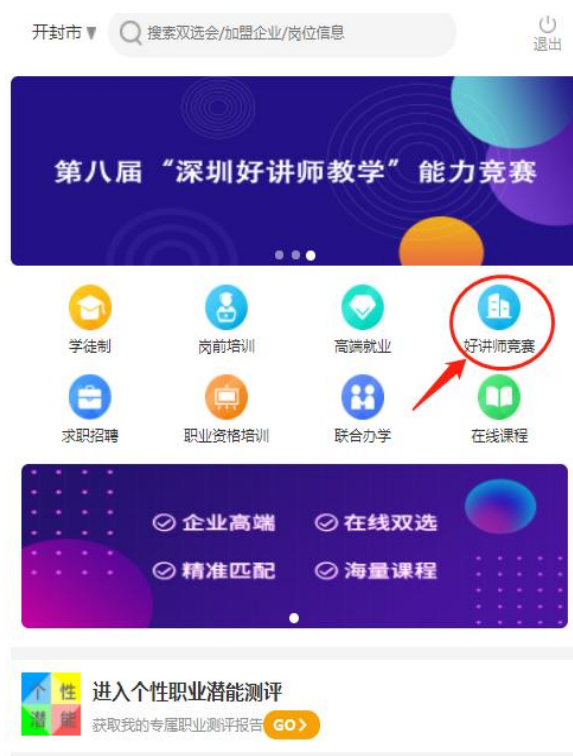 开封市▼ 搜索双选会/加盟企业/岗位信息
退出
第八届“深圳好讲师教学”能力竞赛
学徒制 岗前培训 高端就业 好讲师竞赛
求职招聘 职业资格培训 联合办学 在线课程
企业高端 在线双选
精准匹配 海量课程
个 性
潜 能
进入个性职业潜能测评
获取我的专属职业测评报告 GO>